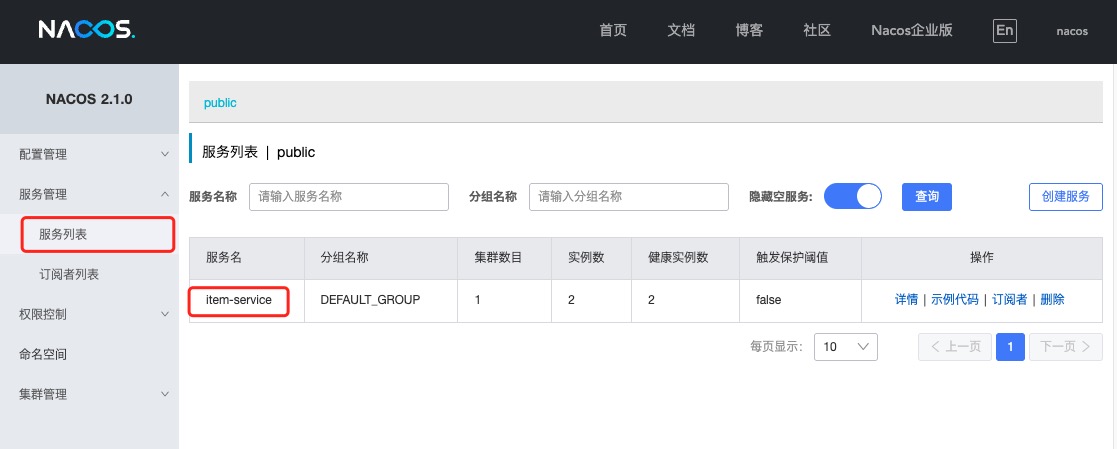 NACOS.
首页 文档 博客 社区 Nacos企业版 En nacos
NACOS 2.1.0
配置管理
服务管理
服务列表
订阅者列表
权限控制
命名空间
集群管理
public
服务列表 | public
服务名称 请输入服务名称 分组名称 请输入分组名称 隐藏空服务: 查询 创建服务
服务名 分组名称 集群数目 实例数 健康实例数 触发保护阈值 操作
item-service DEFAULT_GROUP 1 2 2 false 详情 | 示例代码 | 订阅者 | 删除
每页显示: 10 上一页 1 下一页